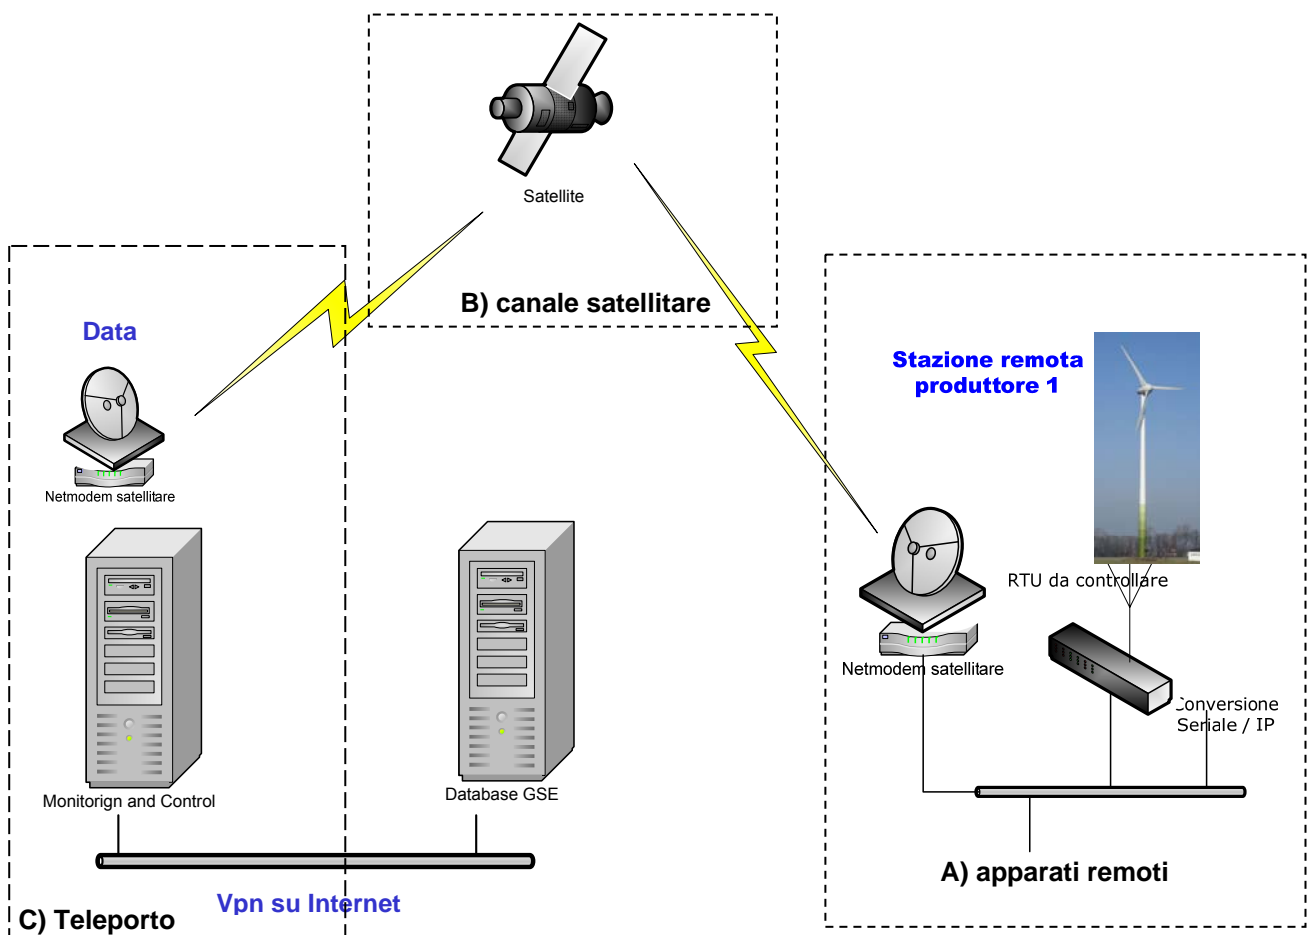 Satellite
B) canale satellitare
Data
Netmodem satellitare
Monitorign and Control
Database GSE
Vpn su Internet
C) Teleporto
Stazione remota
produttore 1
RTU da controllare
Netmodem satellitare
Conversione
Seriale / IP
A) apparati remoti